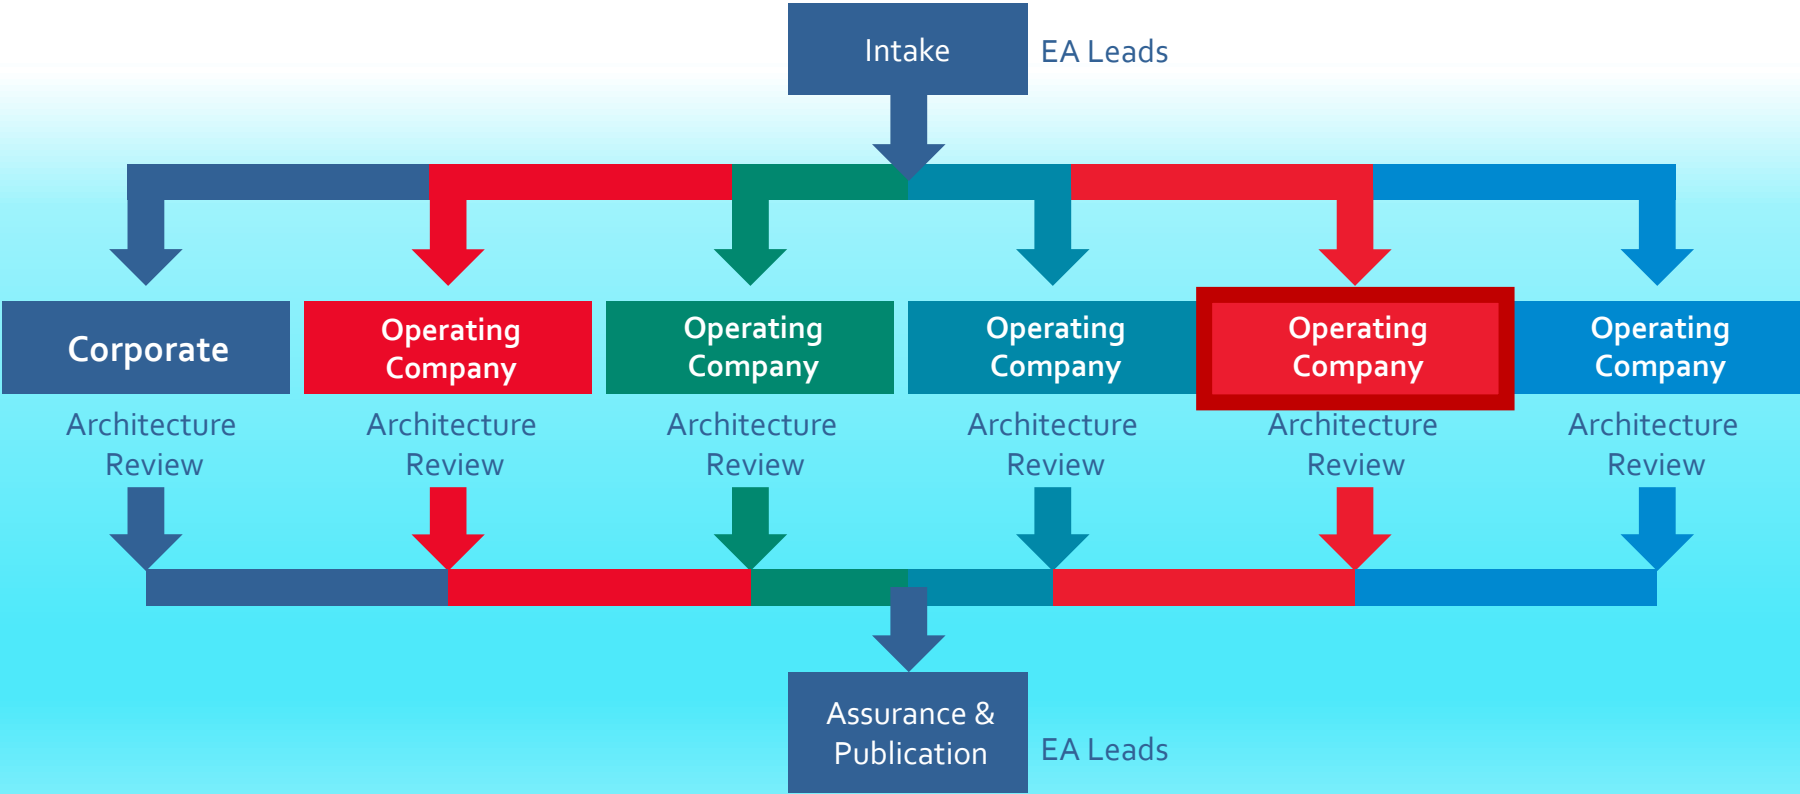 Intake
EA Leads
Corporate
Operating
Company
Operating
Company
Operating
Company
Operating
Company
Operating
Company
Architecture
Review
Architecture
Review
Architecture
Review
Architecture
Review
Architecture
Review
Architecture
Review
Assurance &
Publication
EA Leads